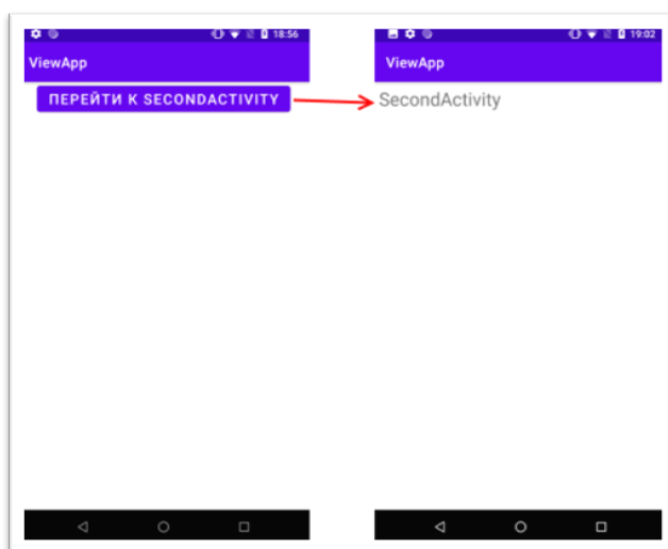 18:56
ViewApp
ПЕРЕЙТИ К SECONDACTIVITY
19:02
ViewApp
SecondActivity